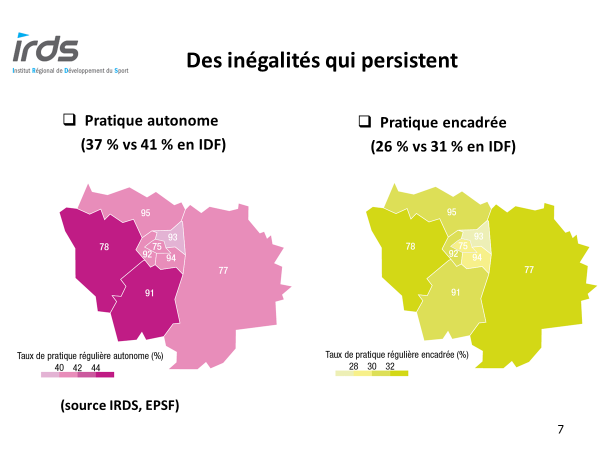 irds
Institut Régional de Développement du Sport
Des inégalités qui persistent
Pratique autonome
(37 % vs 41 % en IDF)
95
93
78
75
92
94
77
91
Taux de pratique régulière autonome (%)
40 42 44
(source IRDS, EPSF)
Pratique encadrée
(26 % vs 31 % en IDF)
95
93
78
75
92
94
77
91
Taux de pratique régulière encadrée (%)
28 30 32
7